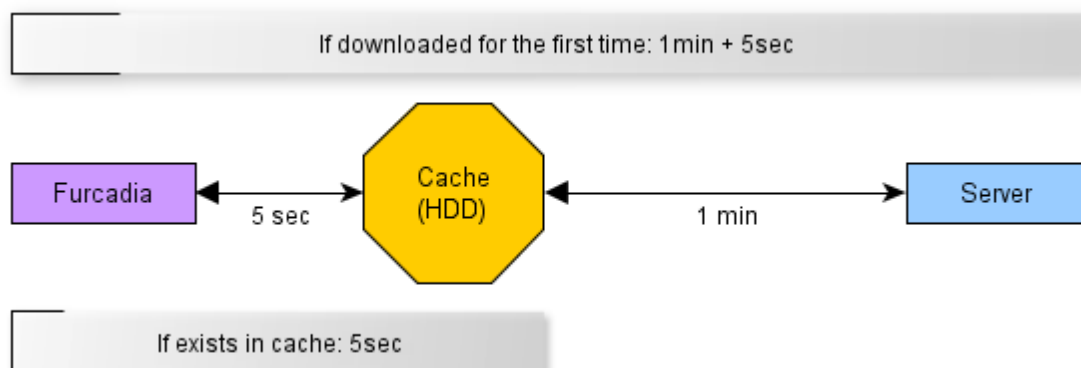 If downloaded for the first time: 1min + 5sec
Furcadia
5 sec
Cache
(HDD)
1 min
Server
If exists in cache: 5sec